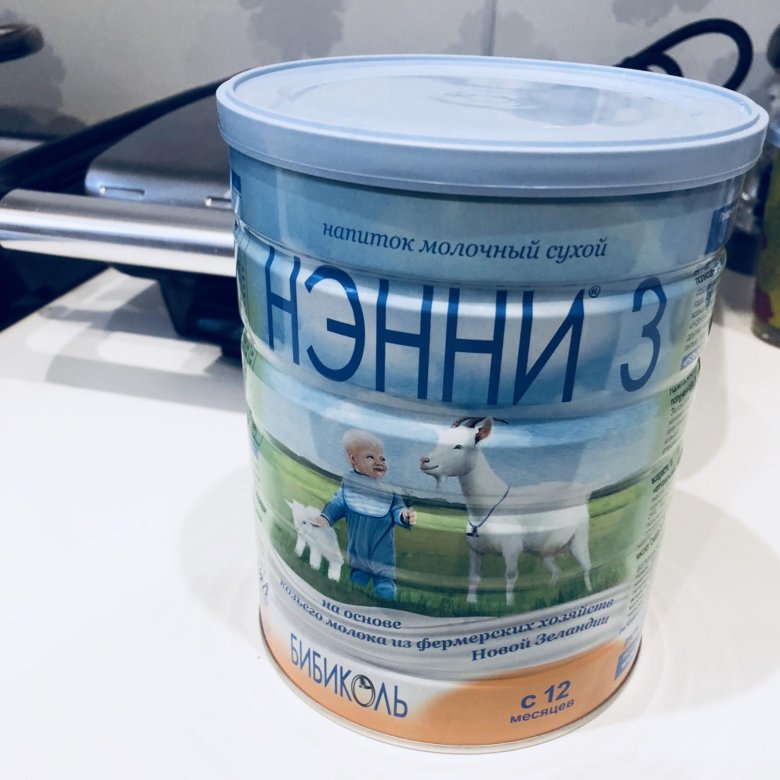 напиток молочный сухой
НЭННИ® 3
на основе
козьего молока из фермерских хозяйств
Новой Зеландии
БИБИКОЛЬ
с 12
месяцев